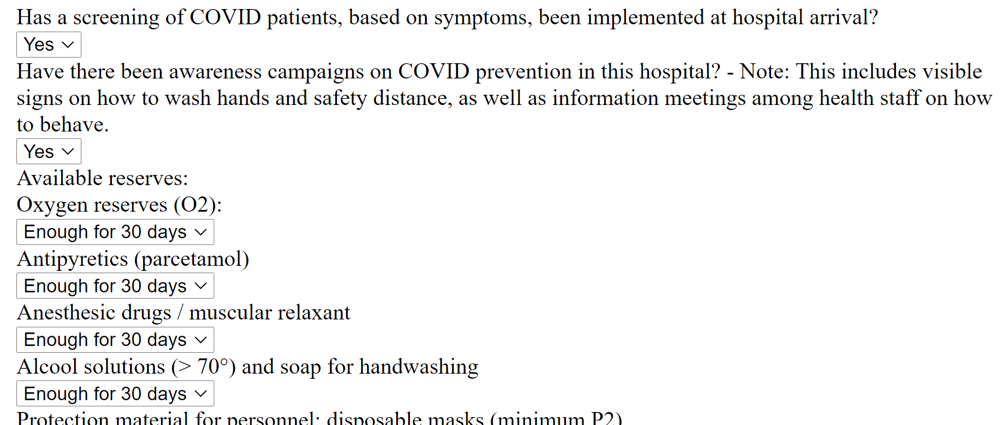 Has a screening of COVID patients, based on symptoms, been implemented at hospital arrival?
Yes
Have there been awareness campaigns on COVID prevention in this hospital? - Note: This includes visible
signs on how to wash hands and safety distance, as well as information meetings among health staff on how
to behave.
Yes
Available reserves:
Oxygen reserves (O2):
Enough for 30 days
Antipyretics (parcetamol)
Enough for 30 days
Anesthesic drugs / muscular relaxant
Enough for 30 days
Alcool solutions (> 70°) and soap for handwashing
Enough for 30 days
Protection material for personnel: disposable masks (minimum P2)